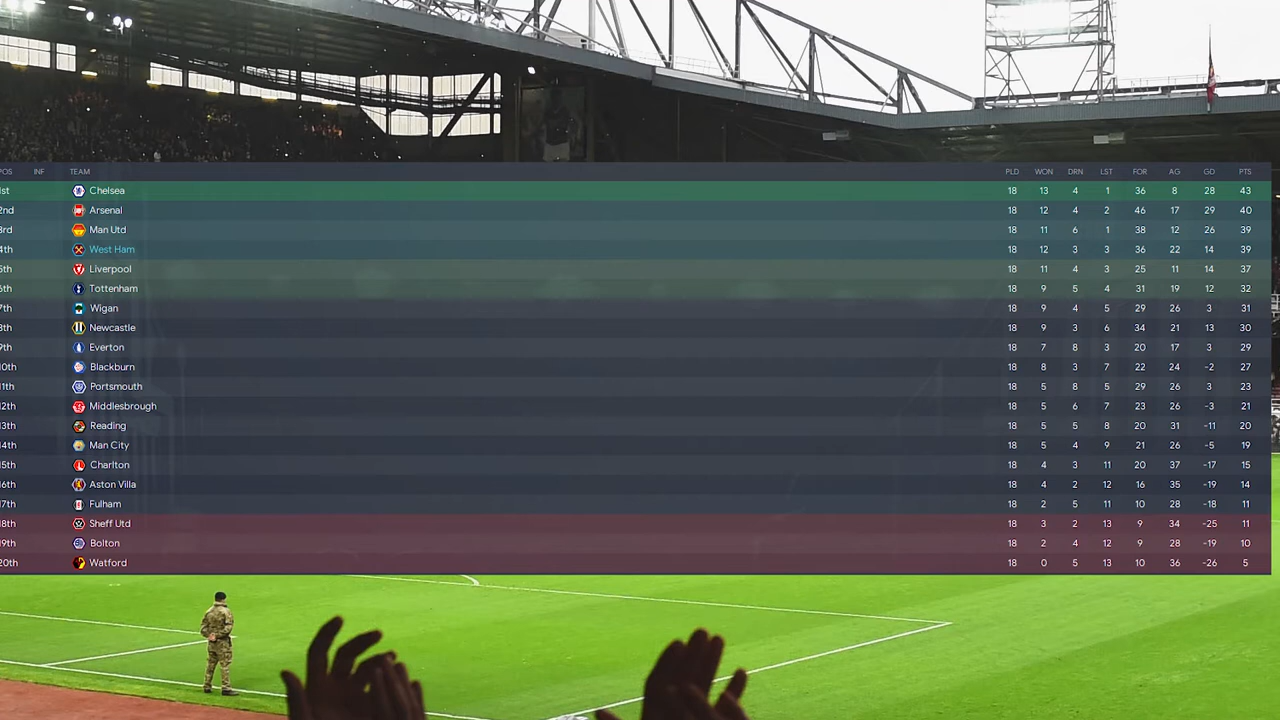 POS INF TEAM PLD WON DRN LST FOR AG GD PTS
1st Chelsea 18 13 4 1 36 8 28 43
2nd Arsenal 18 12 4 2 46 17 29 40
3rd Man Utd 18 11 6 1 38 12 26 39
4th West Ham 18 12 3 3 36 22 14 39
5th Liverpool 18 11 4 3 25 11 14 37
6th Tottenham 18 9 5 4 31 19 12 32
7th Wigan 18 9 4 5 29 26 3 31
8th Newcastle 18 9 3 6 34 21 13 30
9th Everton 18 7 8 3 20 17 3 29
10th Blackburn 18 8 3 7 22 24 -2 27
11th Portsmouth 18 5 8 5 29 26 3 23
12th Middlesbrough 18 5 6 7 23 26 -3 21
13th Reading 18 5 5 8 20 31 -11 20
14th Man City 18 5 4 9 21 26 -5 19
15th Charlton 18 4 3 11 20 37 -17 15
16th Aston Villa 18 4 2 12 16 35 -19 14
17th Fulham 18 2 5 11 10 28 -18 11
18th Sheff Utd 18 3 2 13 9 34 -25 11
19th Bolton 18 2 4 12 9 28 -19 10
20th Watford 18 0 5 13 10 36 -26 5